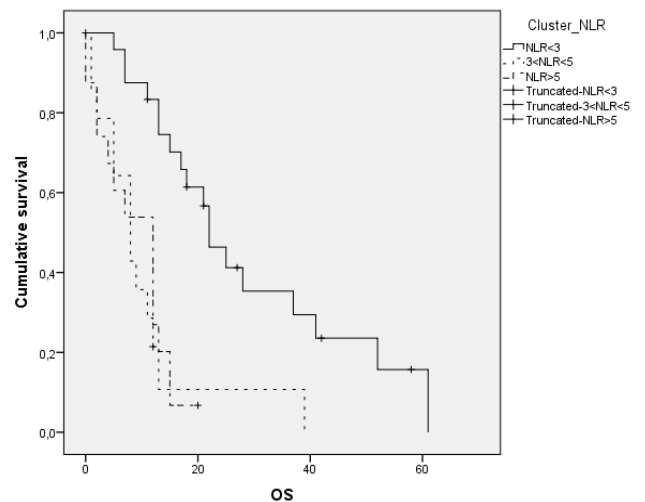 Cluster_NLR
NLR<3
3<NLR<5
NLR>5
Truncated-NLR<3
Truncated-3<NLR<5
Truncated-NLR>5
Cumulative survival
1,0
0,8
0,6
0,4
0,2
0,0
0 20 40 60
OS